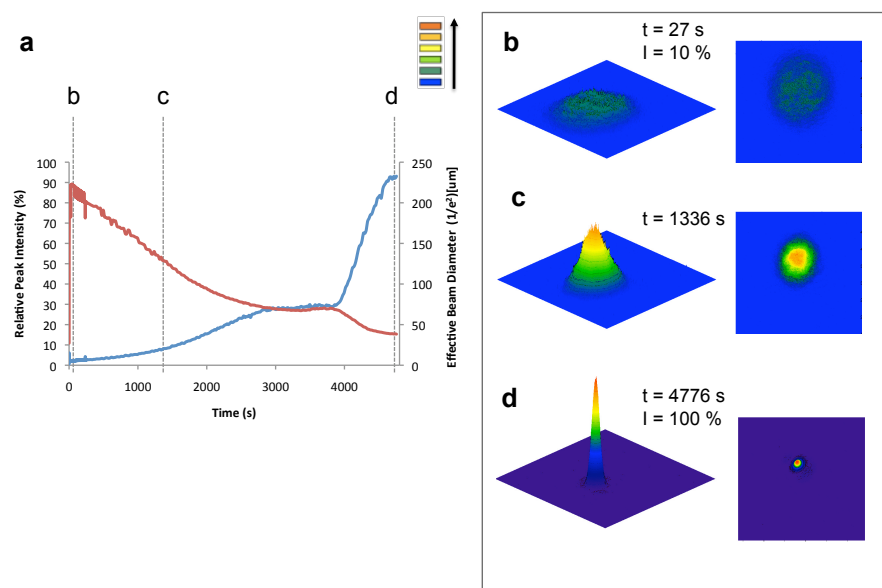 a
b c d
Relative Peak Intensity (%)
100
90
80
70
60
50
40
30
20
10
0
0 1000 2000 3000 4000
Time (s)
250
200
150
100
50
0
Effective Beam Diameter (1/e²)[um]
b
t = 27 s
I = 10 %
c
t = 1336 s
d
t = 4776 s
I = 100 %